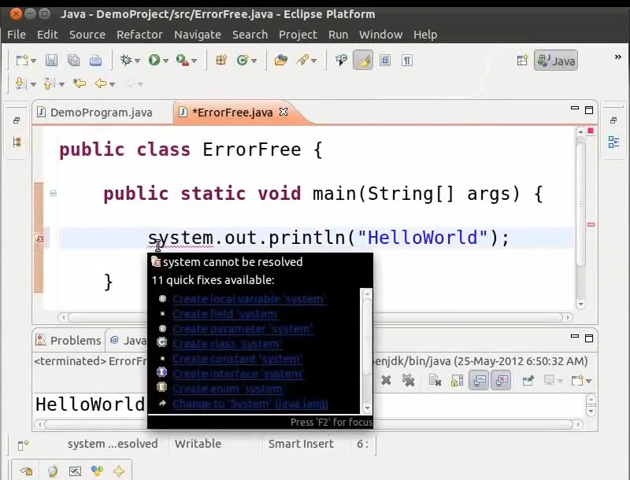 Java - DemoProject/src/ErrorFree.java - Eclipse Platform
File Edit Source Refactor Navigate Search Project Run Window Help
Java »
DemoProgram.java *ErrorFree.java
public class ErrorFree {
public static void main(String[] args) {
system.out.println("HelloWorld");
system cannot be resolved
11 quick fixes available:
Create local variable 'system'
Create field 'system'
Create parameter 'system'
Create class 'system'
Create constant 'system'
Create interface 'system'
Create enum 'system'
Change to 'System' (java.lang)
Press 'F2' for focus
}
Problems
<terminated> ErrorF enjdk/bin/java (25-May-2012 6:50:32 AM)
HelloWorld
system ...esolved Writable Smart Insert 6: